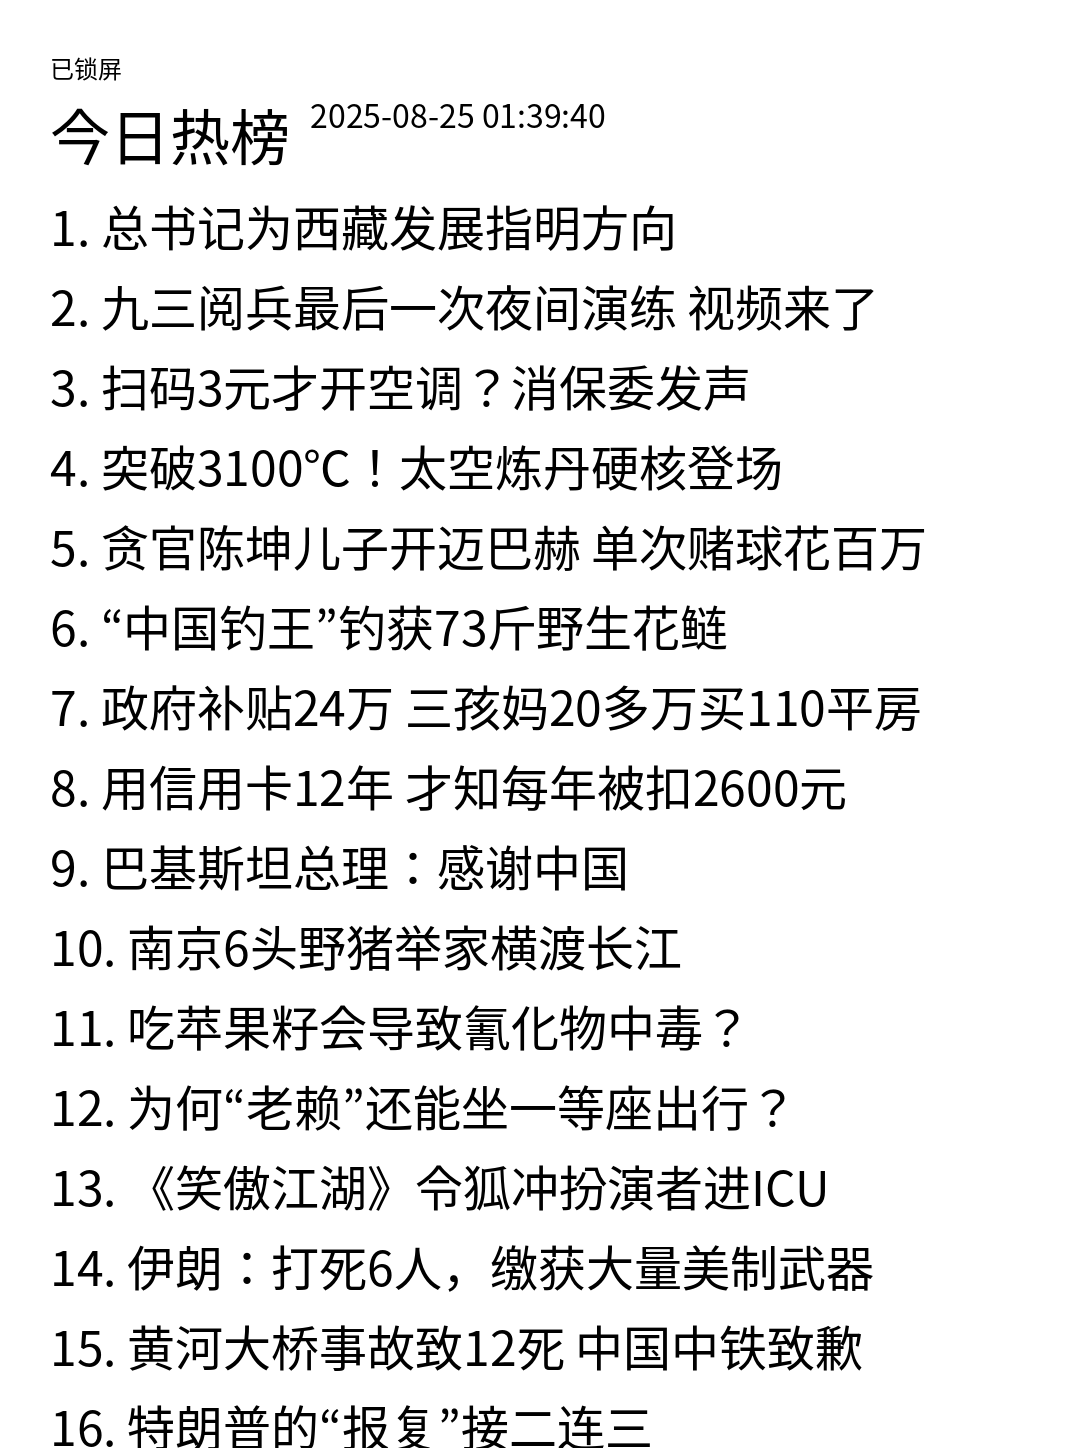 已锁屏
今日热榜 2025-08-25 01:39:40
1. 总书记为西藏发展指明方向
2. 九三阅兵最后一次夜间演练 视频来了
3. 扫码3元才开空调？消保委发声
4. 突破3100℃！太空炼丹硬核登场
5. 贪官陈坤儿子开迈巴赫 单次赌球花百万
6. “中国钓王”钓获73斤野生花鲢
7. 政府补贴24万 三孩妈20多万买110平房
8. 用信用卡12年 才知每年被扣2600元
9. 巴基斯坦总理：感谢中国
10. 南京6头野猪举家横渡长江
11. 吃苹果籽会导致氰化物中毒？
12. 为何“老赖”还能坐一等座出行？
13. 《笑傲江湖》令狐冲扮演者进ICU
14. 伊朗：打死6人，缴获大量美制武器
15. 黄河大桥事故致12死 中国中铁致歉
16. 特朗普的“报复”接二连三